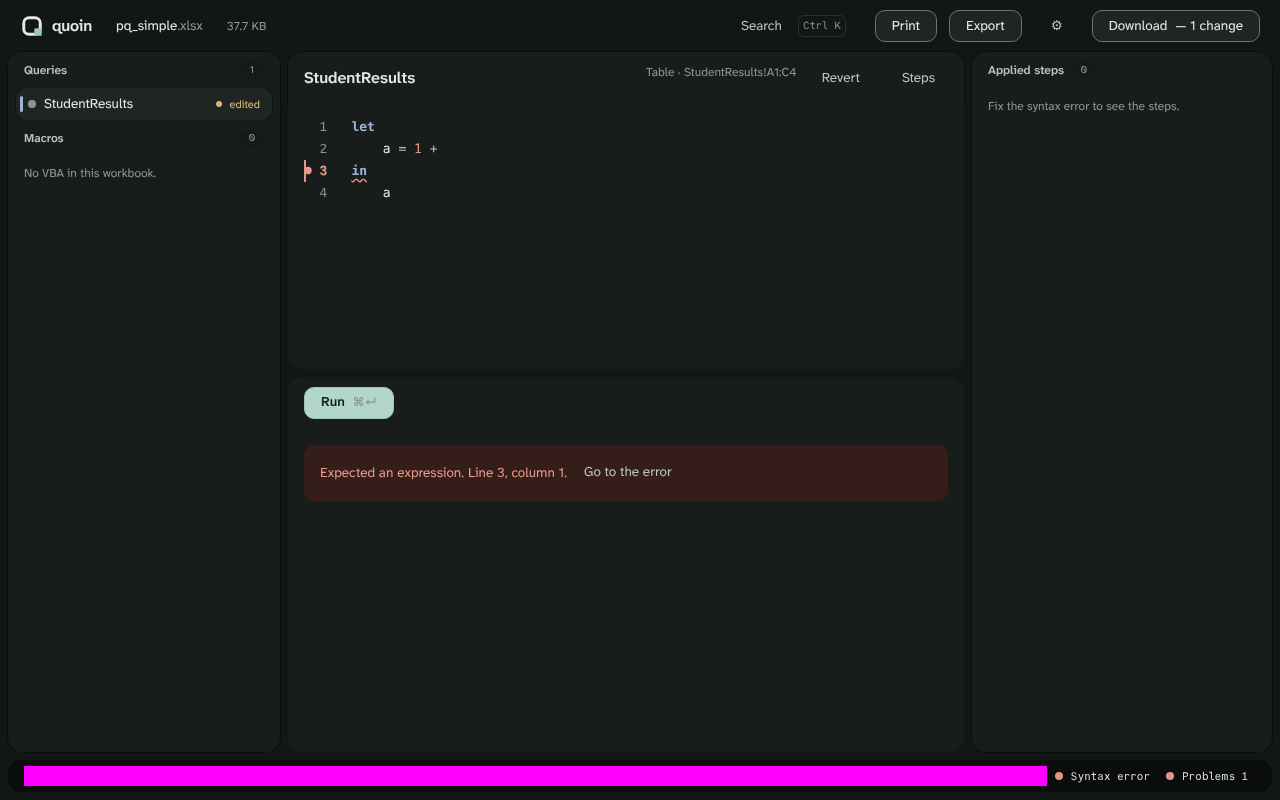 quoin pq_simple.xlsx 37.7 KB Search Ctrl K Print Export Download — 1 change
Queries 1
StudentResults edited
Macros 0
No VBA in this workbook.
StudentResults Table · StudentResults!A1:C4 Revert Steps
1 let
2 a = 1 +
3 in
4 a
Run ⌘↵
Expected an expression. Line 3, column 1. Go to the error
Applied steps 0
Fix the syntax error to see the steps.
Syntax error Problems 1